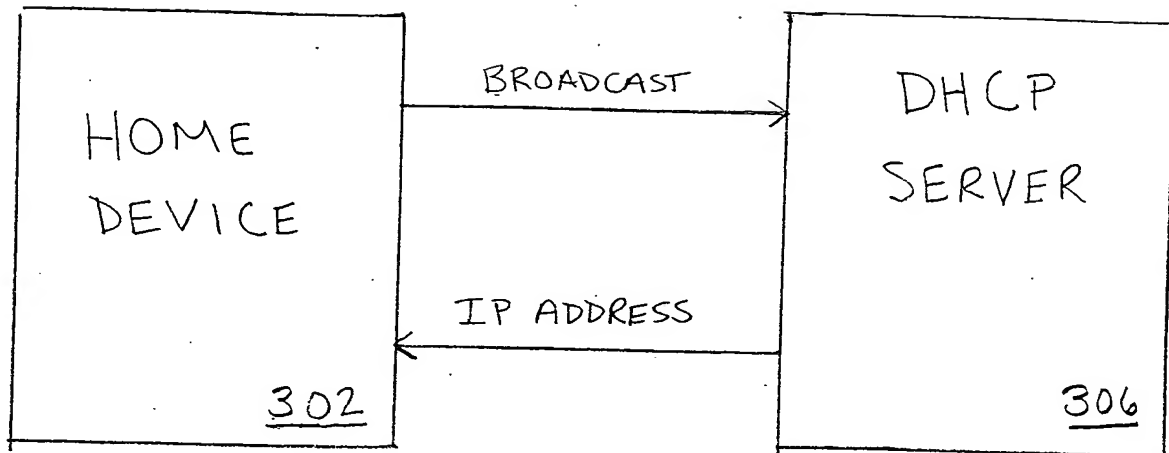 HOME
DEVICE
302
BROADCAST
IP ADDRESS
DHCP
SERVER
306